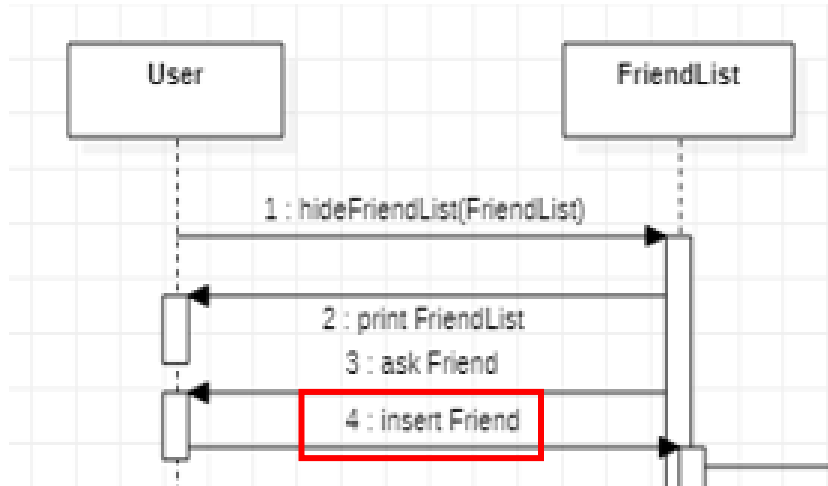 User
FriendList
1 : hideFriendList(FriendList)
2 : print FriendList
3 : ask Friend
4 : insert Friend